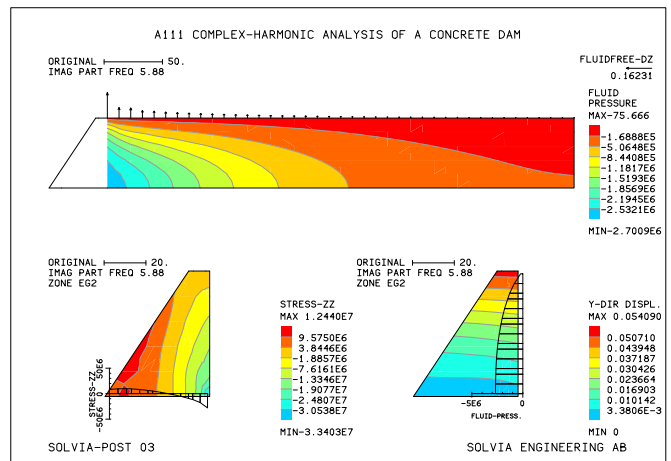 A111 COMPLEX-HARMONIC ANALYSIS OF A CONCRETE DAM
ORIGINAL 50.
IMAG PART FREQ 5.88
FLUIDFREE-DZ
0.16231
FLUID
PRESSURE
MAX-75.666
-1.6888E5
-5.0648E5
-8.4408E5
-1.1817E6
-1.5193E6
-1.8569E6
-2.1945E6
-2.5321E6
MIN-2.7009E6
ORIGINAL 20.
IMAG PART FREQ 5.88
ZONE EG2
STRESS-ZZ
50E6
0
-50E6
STRESS-ZZ
MAX 1.2440E7
9.5750E6
3.8446E6
-1.8857E6
-7.6161E6
-1.3346E7
-1.9077E7
-2.4807E7
-3.0538E7
MIN-3.3403E7
ORIGINAL 20.
IMAG PART FREQ 5.88
ZONE EG2
-5E6 0
FLUID-PRESS.
Y-DIR DISPL.
MAX 0.054090
0.050710
0.043948
0.037187
0.030426
0.023664
0.016903
0.010142
3.3806E-3
MIN 0
SOLVIA-POST 03
SOLVIA ENGINEERING AB